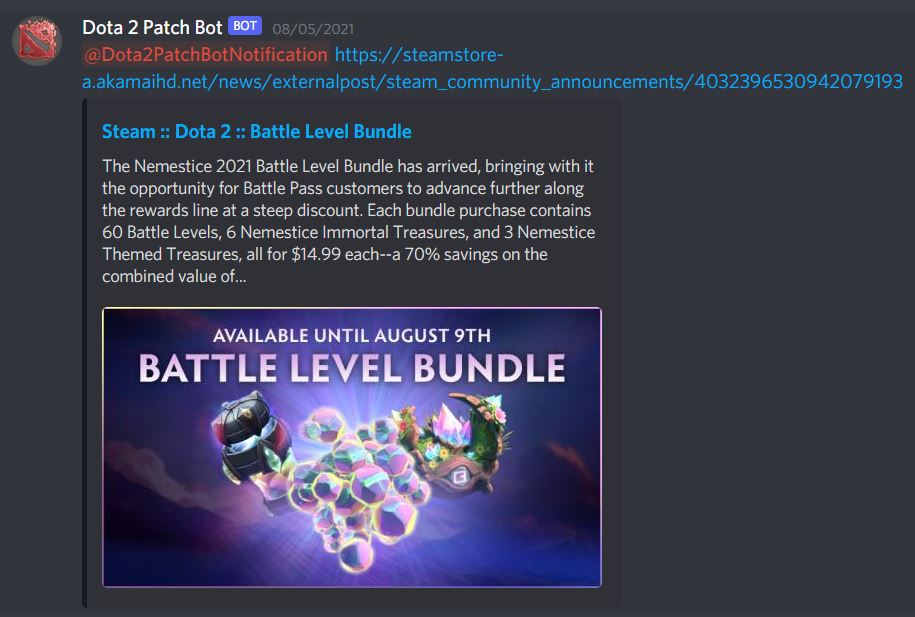 Dota 2 Patch Bot BOT 08/05/2021
@Dota2PatchBotNotification https://steamstore-
a.akamaihd.net/news/externalpost/steam_community_announcements/4032396530942079193
Steam :: Dota 2 :: Battle Level Bundle
The Nemestice 2021 Battle Level Bundle has arrived, bringing with it
the opportunity for Battle Pass customers to advance further along
the rewards line at a steep discount. Each bundle purchase contains
60 Battle Levels, 6 Nemestice Immortal Treasures, and 3 Nemestice
Themed Treasures, all for $14.99 each--a 70% savings on the
combined value of...
AVAILABLE UNTIL AUGUST 9TH
BATTLE LEVEL BUNDLE